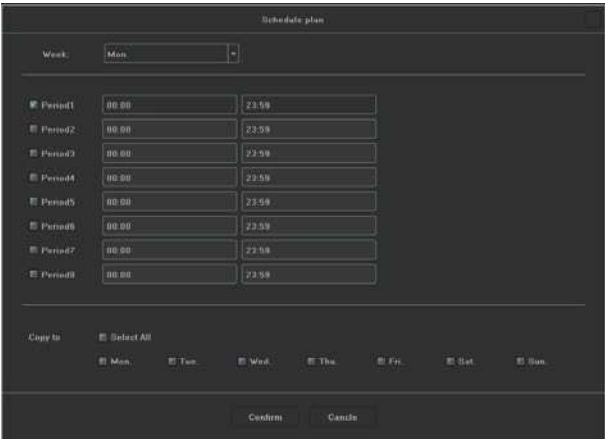 Schedule plan
Week: Mon.
Period1 00:00 23:59
Period2 00:00 23:59
Period3 00:00 23:59
Period4 00:00 23:59
Period5 00:00 23:59
Period6 00:00 23:59
Period7 00:00 23:59
Period8 00:00 23:59
Copy to Select All
Mon. Tue. Wed. Thu. Fri. Sat. Sun.
Confirm Cancle